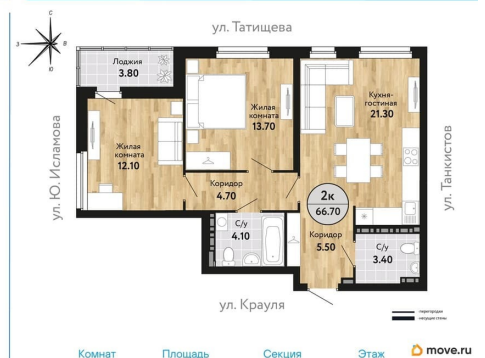 ул. Татищева
С
З
В
Ю
Лоджия
3.80
Жилая
комната
13.70
Кухня-
гостиная
21.30
Жилая
комната
12.10
ул. Ю. Исламова
ул. Танкистов
Коридор
4.70
2к
66.70
С/у
4.10
Коридор
5.50
С/у
3.40
ул. Крауля
перегородки
несущие стены
Комнат Площадь Секция Этаж
move.ru